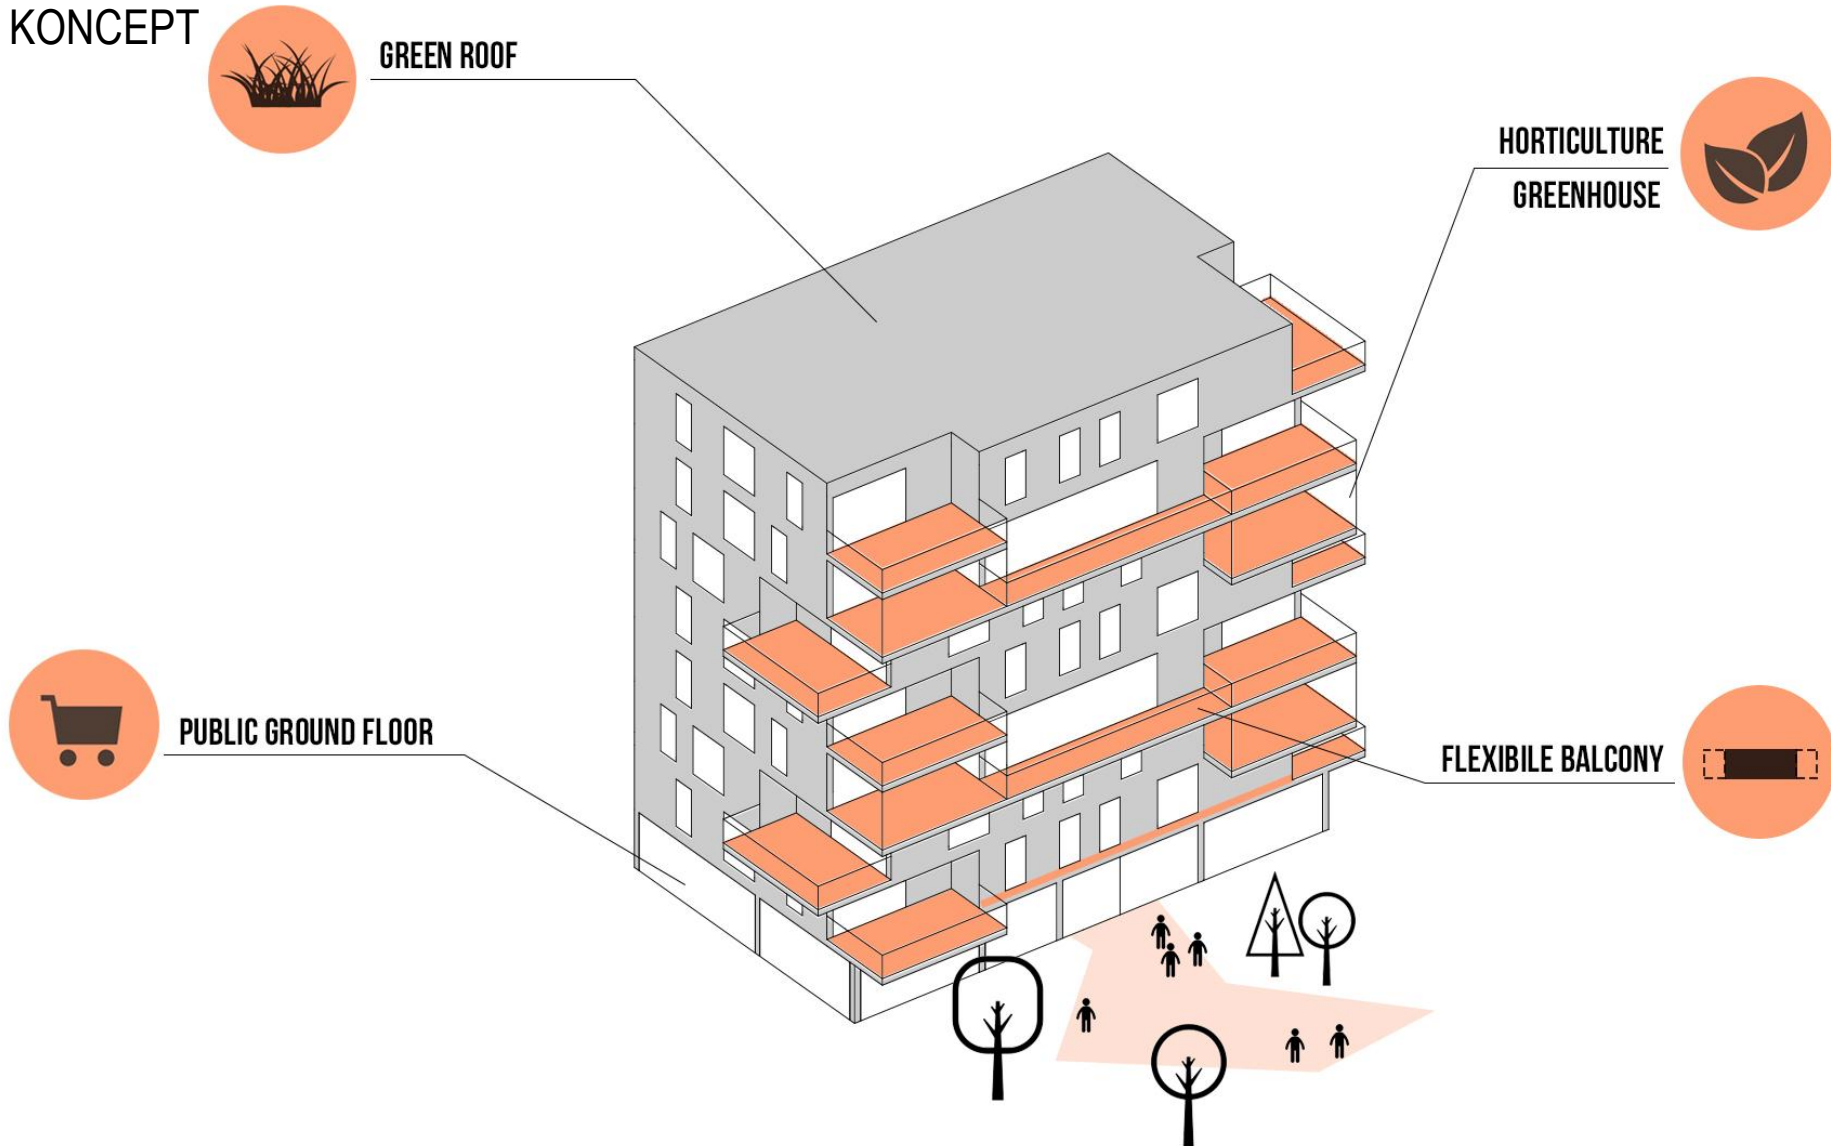 KONCEPT
GREEN ROOF
HORTICULTURE
GREENHOUSE
PUBLIC GROUND FLOOR
FLEXIBILE BALCONY